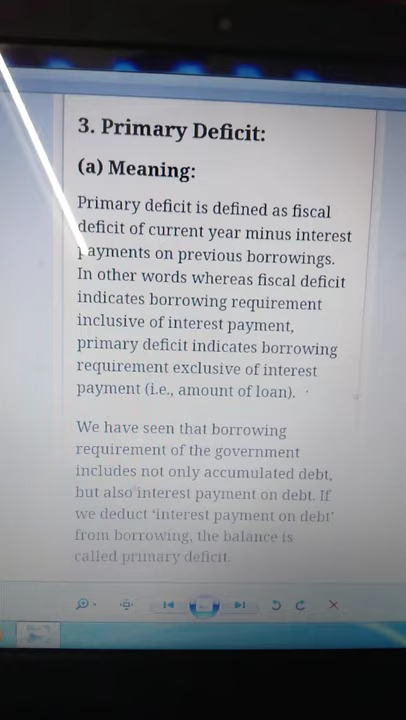 3. Primary Deficit:
(a) Meaning:
Primary deficit is defined as fiscal
deficit of current year minus interest
payments on previous borrowings.
In other words whereas fiscal deficit
indicates borrowing requirement
inclusive of interest payment,
primary deficit indicates borrowing
requirement exclusive of interest
payment (i.e., amount of loan).
We have seen that borrowing
requirement of the government
includes not only accumulated debt,
but also interest payment on debt. If
we deduct ‘interest payment on debt’
from borrowing, the balance is
called primary deficit.